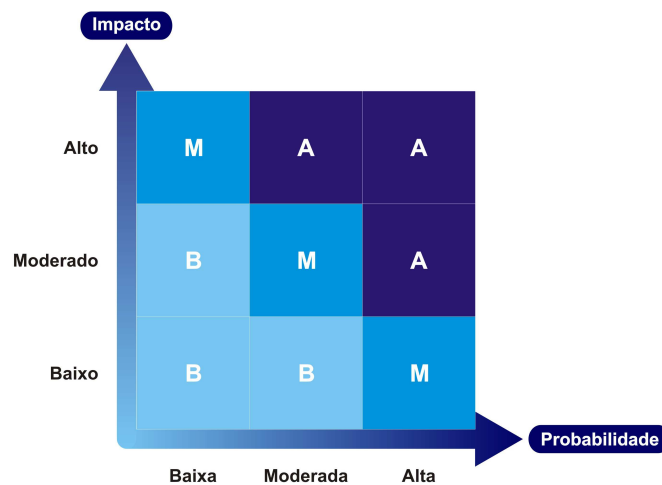 Impacto
Alto M A A
Moderado B M A
Baixo B B M
Probabilidade
Baixa Moderada Alta